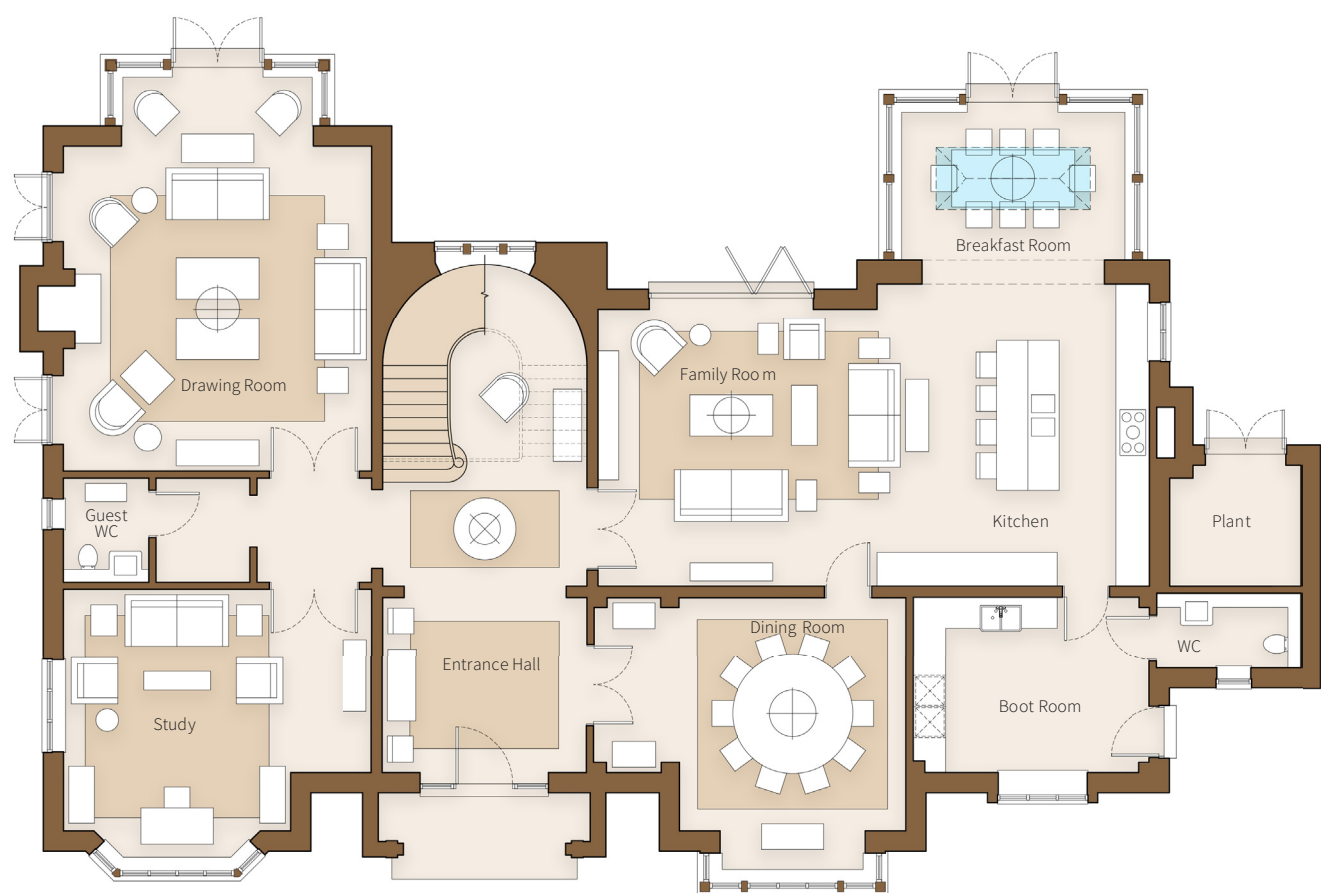 Breakfast Room
Drawing Room
Family Room
Guest
WC
Kitchen
Plant
Dining Room
Entrance Hall
WC
Study
Boot Room